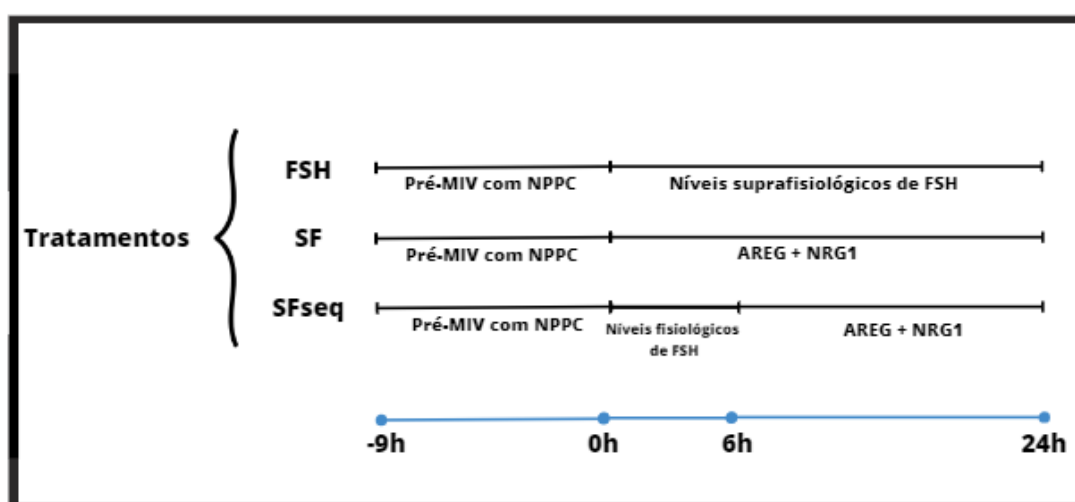 FSH
Pré-MIV com NPPC
Níveis suprafisiológicos de FSH
Tratamentos
SF
Pré-MIV com NPPC
AREG + NRG1
SFseq
Pré-MIV com NPPC
Níveis fisiológicos
de FSH
AREG + NRG1
-9h
0h
6h
24h